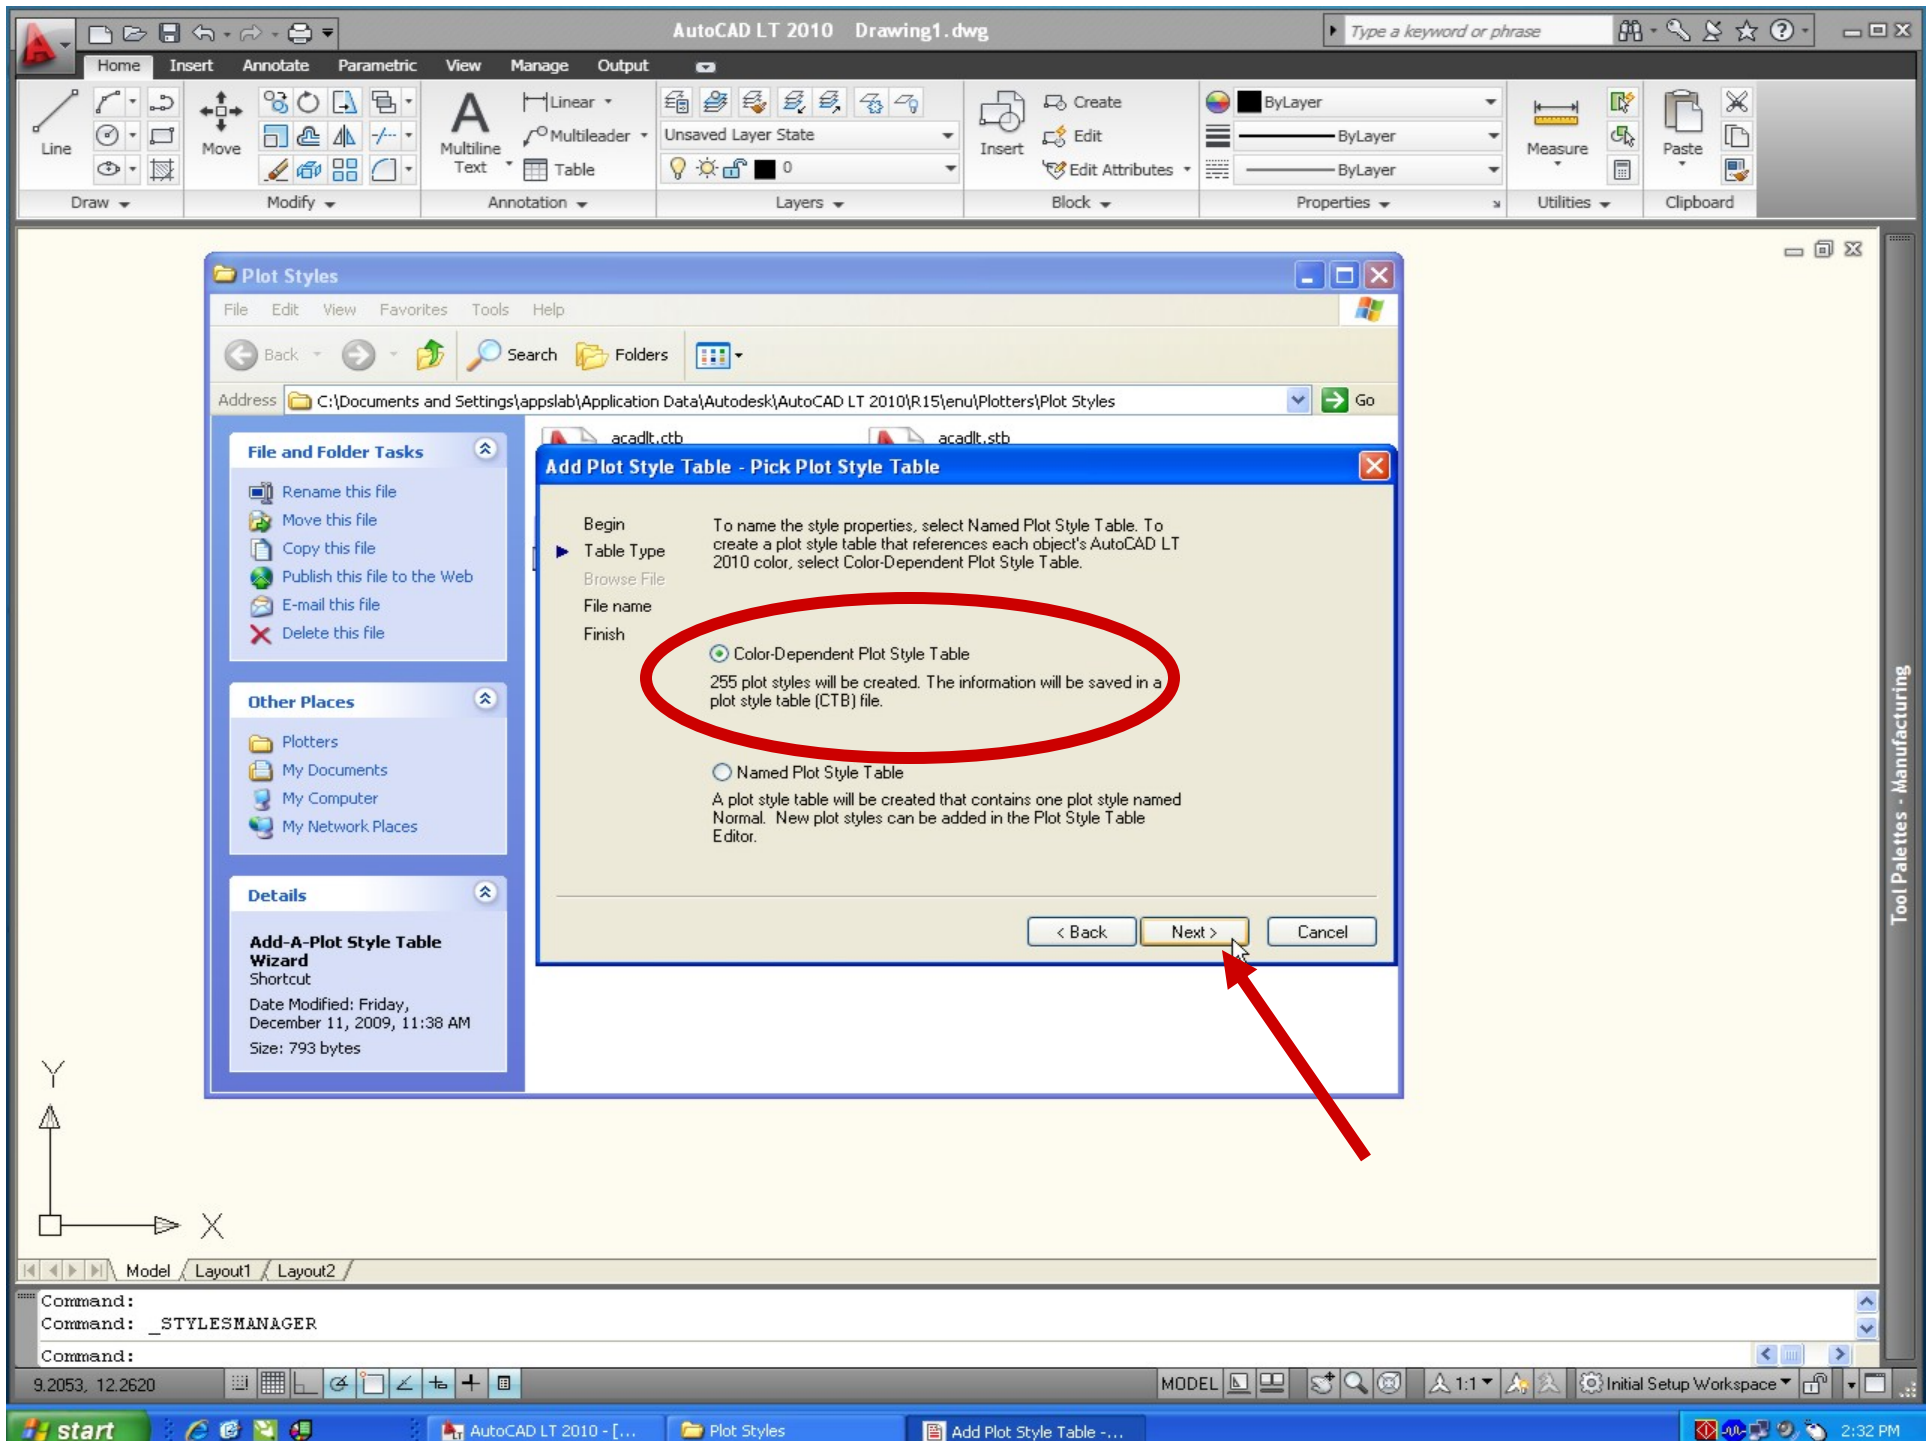 AutoCAD LT 2010 Drawing1.dwg
Type a keyword or phrase
Home Insert Annotate Parametric View Manage Output
Line
Move
Multiline
Text
Linear
Multileader
Table
Unsaved Layer State
0
Insert
Create
Edit
Edit Attributes
ByLayer
ByLayer
ByLayer
Measure
Paste
Draw Modify Annotation Layers Block Properties Utilities Clipboard
Plot Styles
File Edit View Favorites Tools Help
Back Search Folders
Address C:\Documents and Settings\appslab\Application Data\Autodesk\AutoCAD LT 2010\R15\enu\Plotters\Plot Styles Go
acadlt.ctb acadlt.stb
File and Folder Tasks
Rename this file
Move this file
Copy this file
Publish this file to the Web
E-mail this file
Delete this file
Other Places
Plotters
My Documents
My Computer
My Network Places
Details
Add-A-Plot Style Table
Wizard
Shortcut
Date Modified: Friday,
December 11, 2009, 11:38 AM
Size: 793 bytes
Add Plot Style Table - Pick Plot Style Table
Begin
Table Type
Browse File
File name
Finish
To name the style properties, select Named Plot Style Table. To
create a plot style table that references each object's AutoCAD LT
2010 color, select Color-Dependent Plot Style Table.
Color-Dependent Plot Style Table
255 plot styles will be created. The information will be saved in a
plot style table (CTB) file.
Named Plot Style Table
A plot style table will be created that contains one plot style named
Normal. New plot styles can be added in the Plot Style Table
Editor.
< Back Next > Cancel
Tool Palettes - Manufacturing
Y
X
Model Layout1 Layout2
Command:
Command: _STYLESMANAGER
Command:
9.2053, 12.2620 MODEL 1:1 Initial Setup Workspace
start AutoCAD LT 2010 - [... Plot Styles Add Plot Style Table -... 2:32 PM